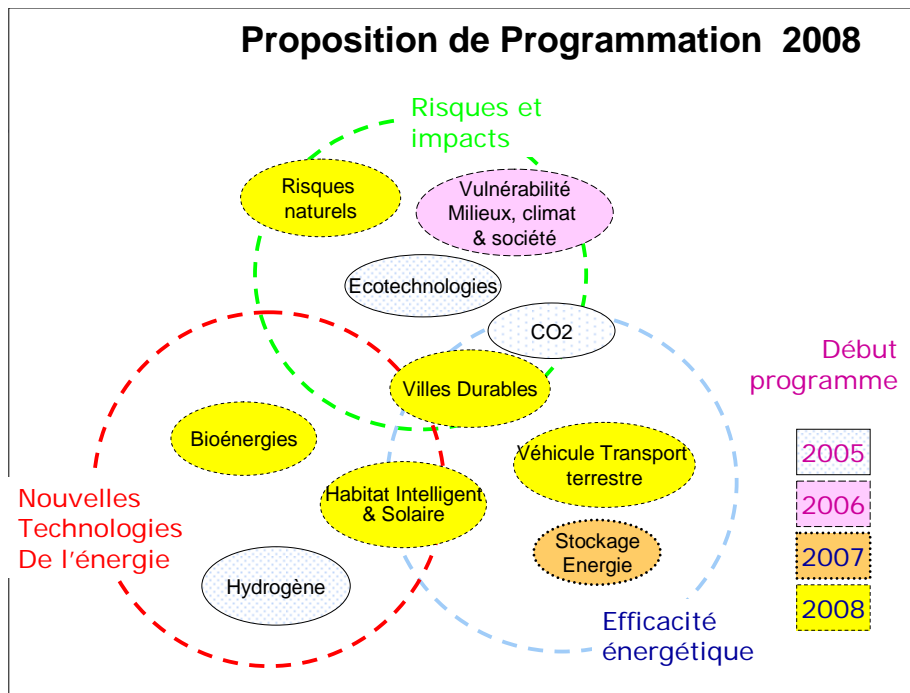 Proposition de Programmation 2008
Risques et
impacts
Risques
naturels
Vulnérabilité
Milieux, climat
& société
Ecotechnologies
CO2
Début
programme
Villes Durables
Bioénergies
Véhicule Transport
terrestre
2005
Nouvelles
Technologies
De l'énergie
Habitat Intelligent
& Solaire
2006
Stockage
Energie
2007
Hydrogène
Efficacité
énergétique
2008